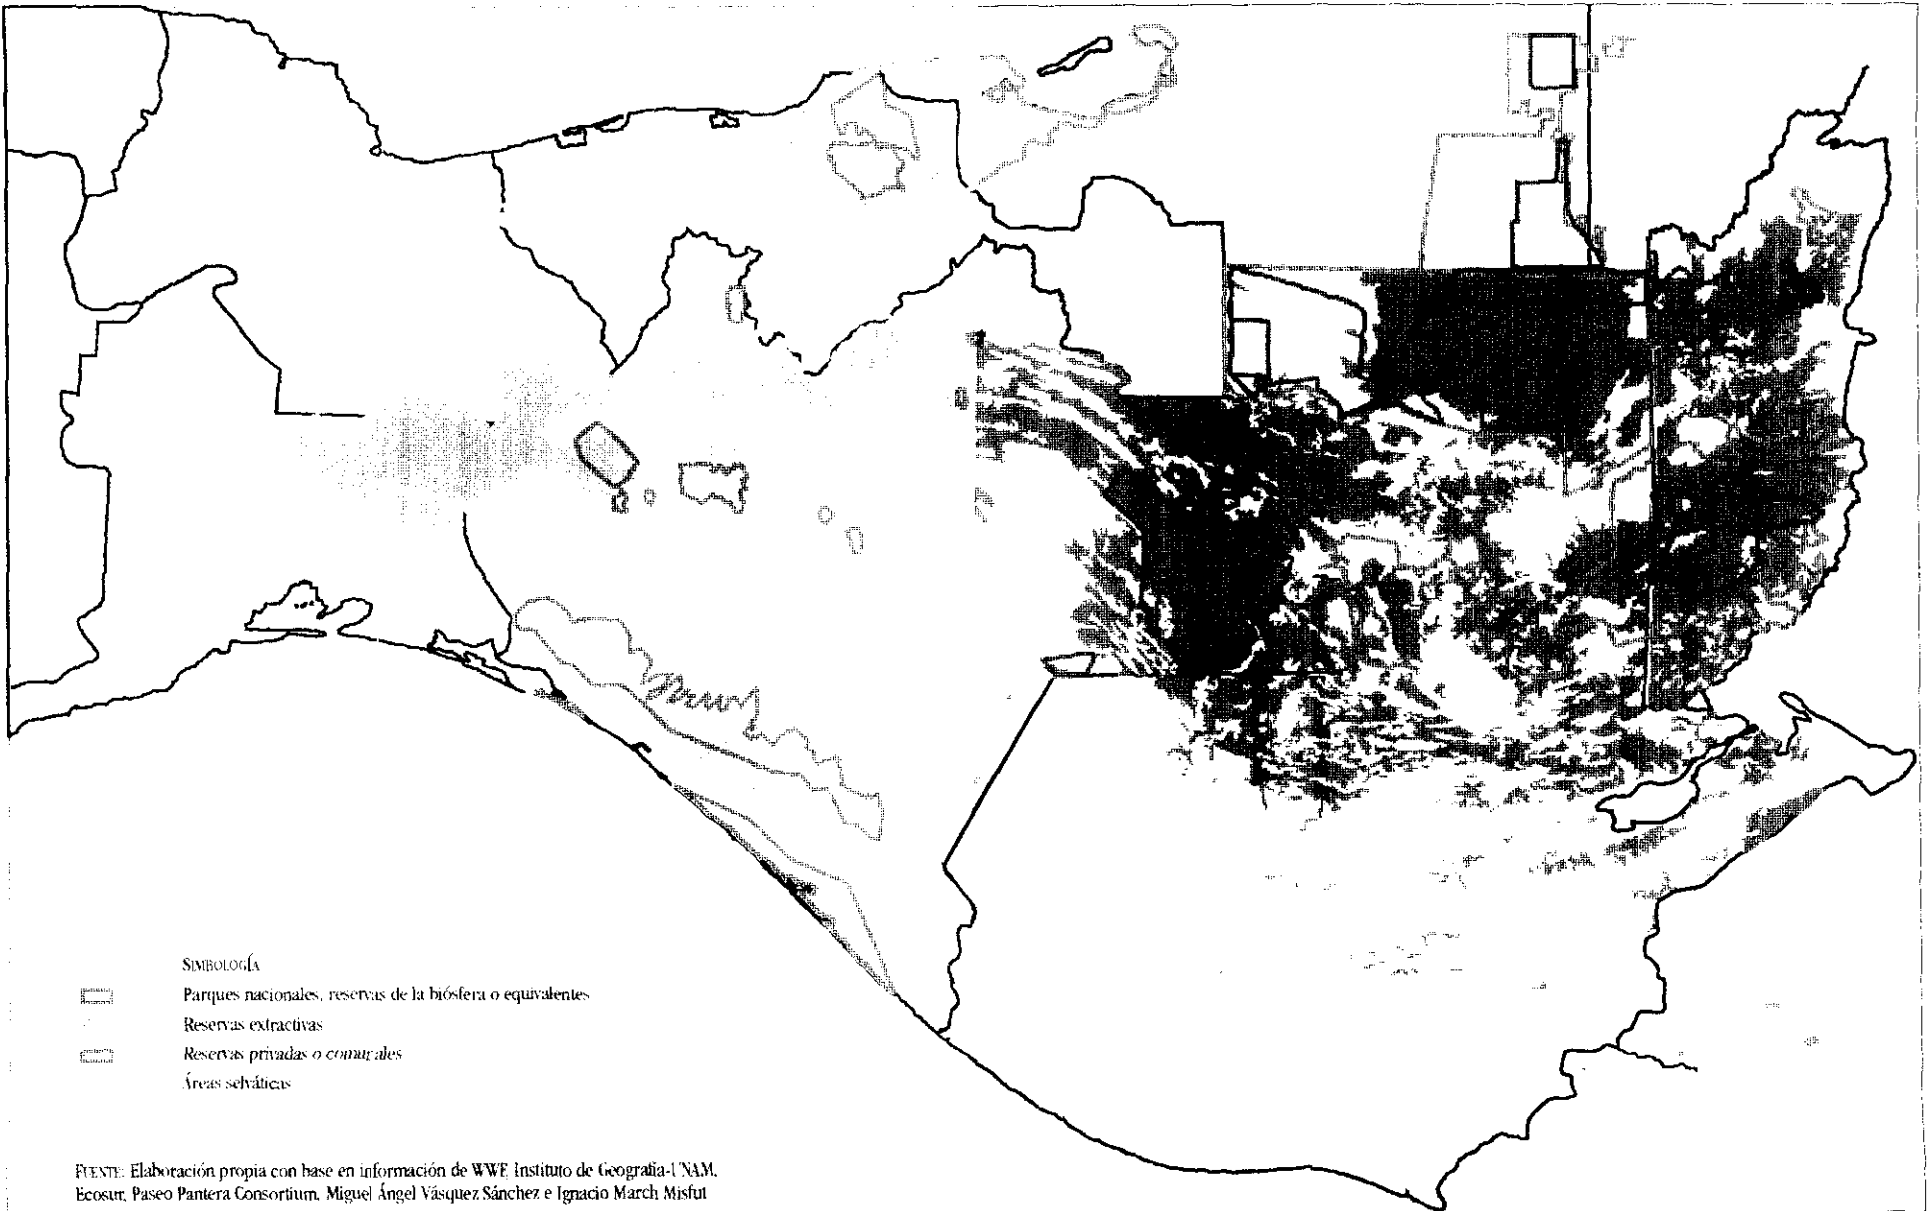 SIMBOLOGÍA
Parques nacionales, reservas de la biósfera o equivalentes
Reservas extractivas
Reservas privadas o comunales
Áreas selváticas
FUENTE: Elaboración propia con base en información de WWF, Instituto de Geografía-UNAM,
Ecosur, Paseo Pantera Consortium, Miguel Ángel Vásquez Sánchez e Ignacio March Misfut